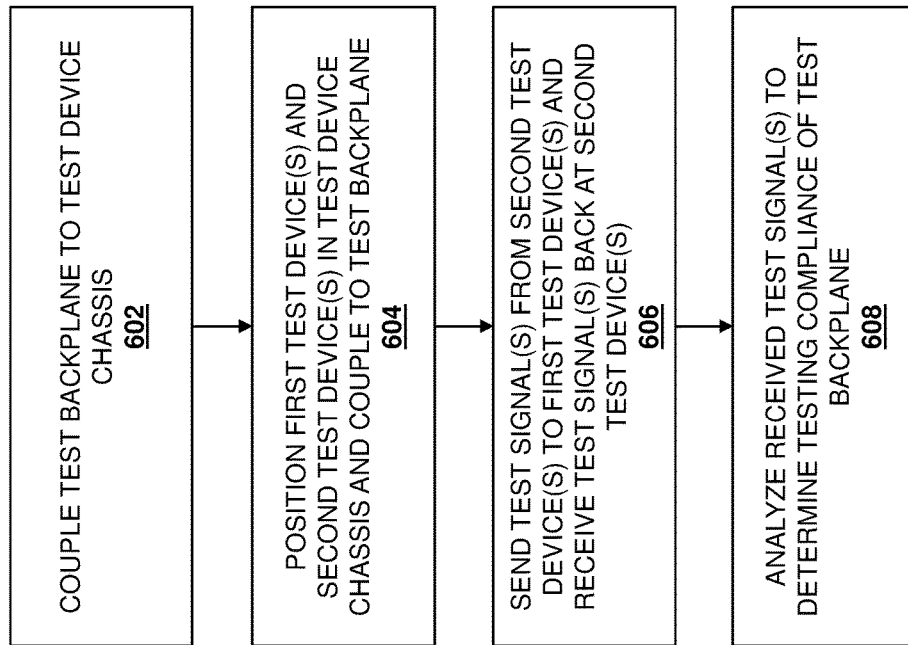 COUPLE TEST BACKPLANE TO TEST DEVICE
CHASSIS
602
POSITION FIRST TEST DEVICE(S) AND
SECOND TEST DEVICE(S) IN TEST DEVICE
CHASSIS AND COUPLE TO TEST BACKPLANE
604
SEND TEST SIGNAL(S) FROM SECOND TEST
DEVICE(S) TO FIRST TEST DEVICE(S) AND
RECEIVE TEST SIGNAL(S) BACK AT SECOND
TEST DEVICE(S)
606
ANALYZE RECEIVED TEST SIGNAL(S) TO
DETERMINE TESTING COMPLIANCE OF TEST
BACKPLANE
608